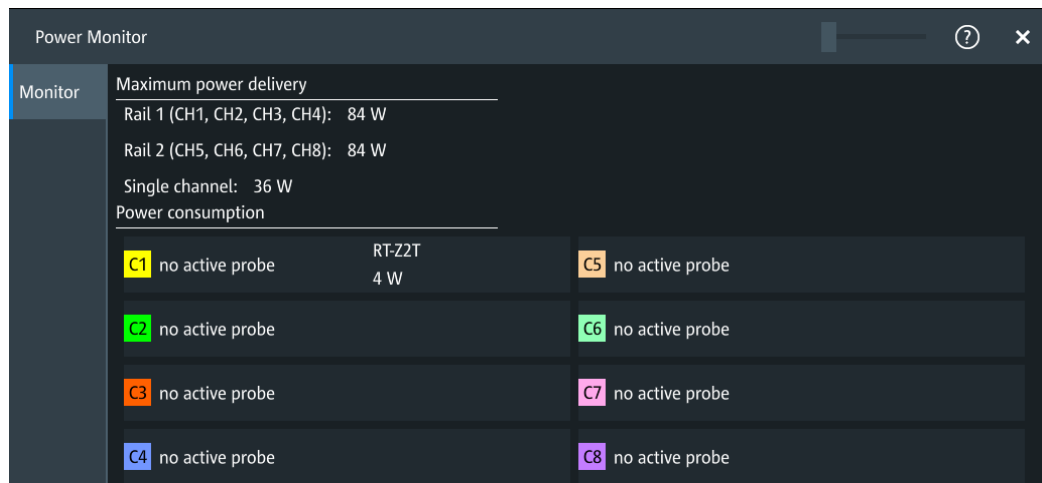 Power Monitor
?
Monitor
Maximum power delivery
Rail 1 (CH1, CH2, CH3, CH4): 84 W
Rail 2 (CH5, CH6, CH7, CH8): 84 W
Single channel: 36 W
Power consumption
C1 no active probe RT-Z2T
4 W
C5 no active probe
C2 no active probe
C6 no active probe
C3 no active probe
C7 no active probe
C4 no active probe
C8 no active probe